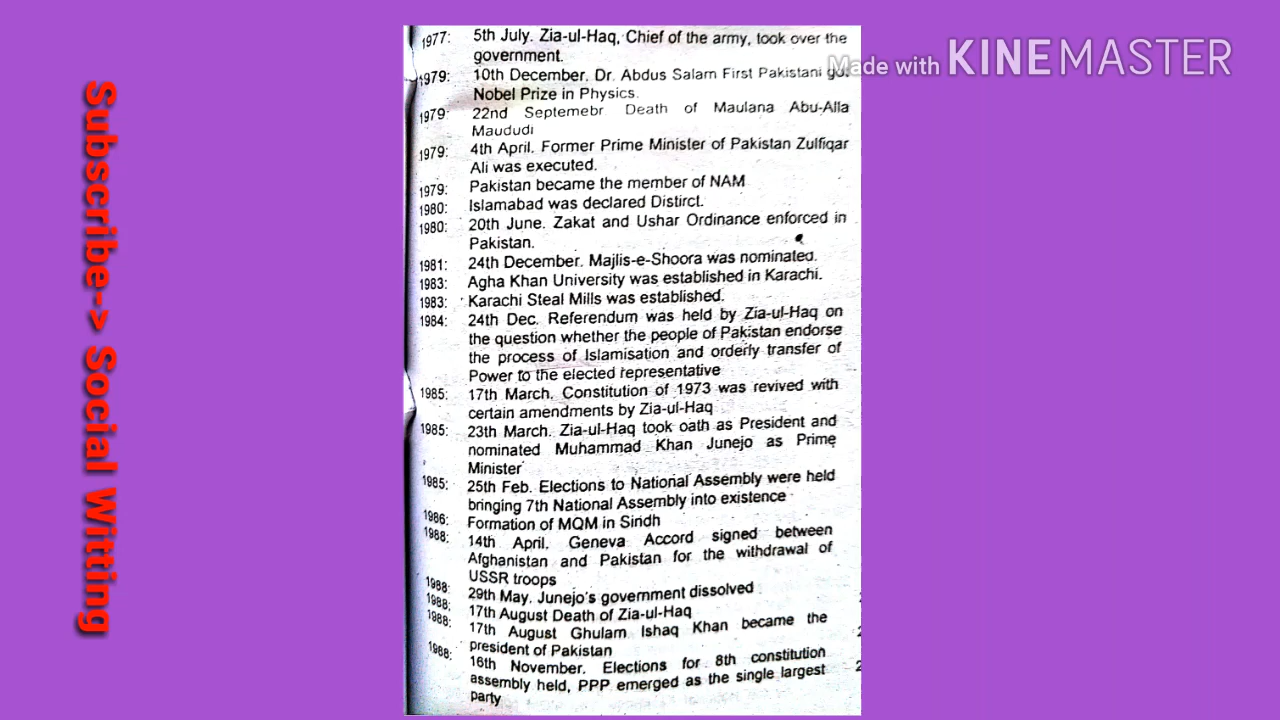 Made with KINEMASTER
Subscribe-> Social Witting
1977: 5th July. Zia-ul-Haq, Chief of the army, took over the
government.
1979: 10th December. Dr. Abdus Salam First Pakistani got
Nobel Prize in Physics.
1979: 22nd Septemebr Death of Maulana Abu-Alla
Maududi
1979: 4th April. Former Prime Minister of Pakistan Zulfiqar
Ali was executed.
1979: Pakistan became the member of NAM
1980: Islamabad was declared Distirct.
1980: 20th June. Zakat and Ushar Ordinance enforced in
Pakistan.
1981: 24th December. Majlis-e-Shoora was nominated.
1983: Agha Khan University was established in Karachi.
1983: Karachi Steal Mills was established.
1984: 24th Dec. Referendum was held by Zia-ul-Haq on
the question whether the people of Pakistan endorse
the process of Islamisation and orderly transfer of
Power to the elected representative
1985: 17th March. Constitution of 1973 was revived with
certain amendments by Zia-ul-Haq
1985: 23th March. Zia-ul-Haq took oath as President and
nominated Muhammad Khan Junejo as Prime
Minister
1985: 25th Feb. Elections to National Assembly were held
bringing 7th National Assembly into existence
1986: Formation of MQM in Sindh
1988: 14th April. Geneva Accord signed between
Afghanistan and Pakistan for the withdrawal of
USSR troops
1988: 29th May. Junejo's government dissolved
1988: 17th August Death of Zia-ul-Haq
1988: 17th August Ghulam Ishaq Khan became the
president of Pakistan
1988: 16th November. Elections for 8th constitution
assembly held, PPP emerged as the single largest
party